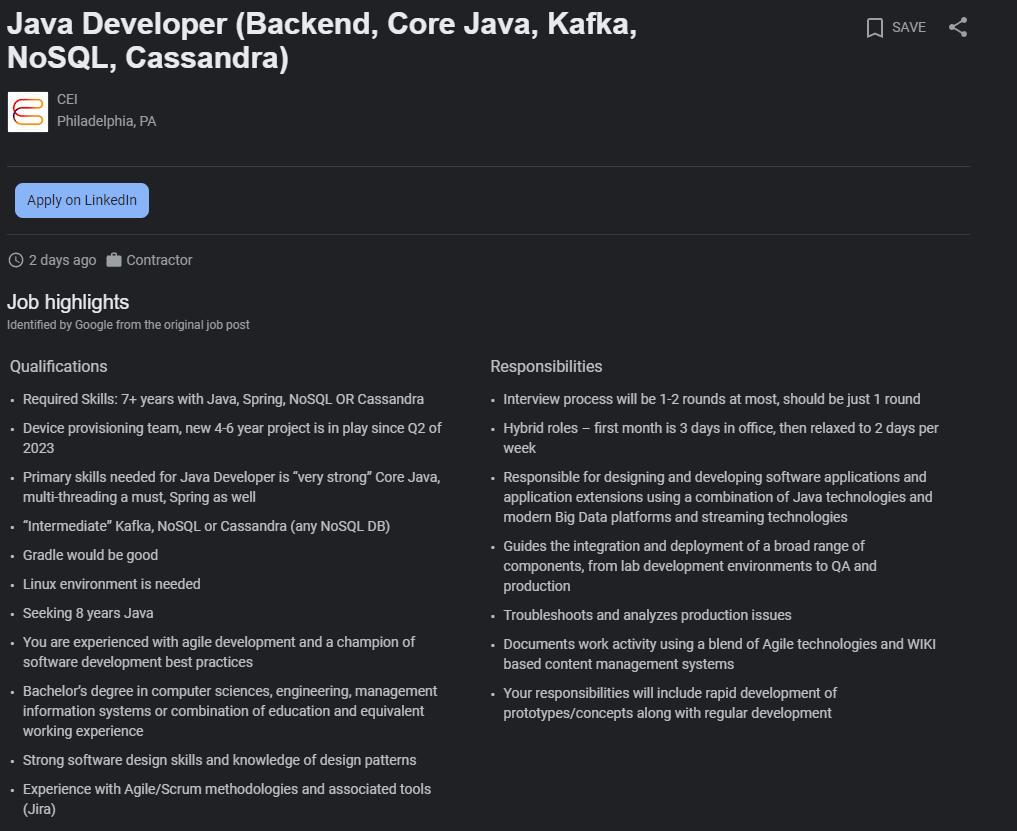 Java Developer (Backend, Core Java, Kafka,
NoSQL, Cassandra)
SAVE
CEI
Philadelphia, PA
Apply on LinkedIn
2 days ago
Contractor
Job highlights
Identified by Google from the original job post
Qualifications
• Required Skills: 7+ years with Java, Spring, NoSQL OR Cassandra
• Device provisioning team, new 4-6 year project is in play since Q2 of
2023
• Primary skills needed for Java Developer is “very strong” Core Java,
multi-threading a must, Spring as well
• “Intermediate” Kafka, NoSQL or Cassandra (any NoSQL DB)
• Gradle would be good
• Linux environment is needed
• Seeking 8 years Java
• You are experienced with agile development and a champion of
software development best practices
• Bachelor’s degree in computer sciences, engineering, management
information systems or combination of education and equivalent
working experience
• Strong software design skills and knowledge of design patterns
• Experience with Agile/Scrum methodologies and associated tools
(Jira)
Responsibilities
• Interview process will be 1-2 rounds at most, should be just 1 round
• Hybrid roles – first month is 3 days in office, then relaxed to 2 days per
week
• Responsible for designing and developing software applications and
application extensions using a combination of Java technologies and
modern Big Data platforms and streaming technologies
• Guides the integration and deployment of a broad range of
components, from lab development environments to QA and
production
• Troubleshoots and analyzes production issues
• Documents work activity using a blend of Agile technologies and WIKI
based content management systems
• Your responsibilities will include rapid development of
prototypes/concepts along with regular development